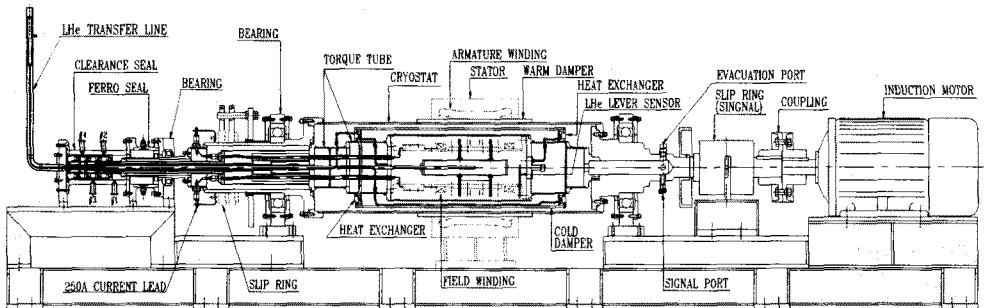 LHe TRANSFER LINE
CLEARANCE SEAL
FERRO SEAL
BEARING
BEARING
TORQUE TUBE
CRYOSTAT
ARMATURE WINDING
STATOR
WARM DAMPER
HEAT EXCHANGER
LHe LEVER SENSOR
EVACUATION PORT
SLIP RING
(SINGNAL)
COUPLING
INDUCTION MOTOR
250A CURRENT LEAD
SLIP RING
HEAT EXCHANGER
FIELD WINDING
COLD
DAMPER
SIGNAL PORT